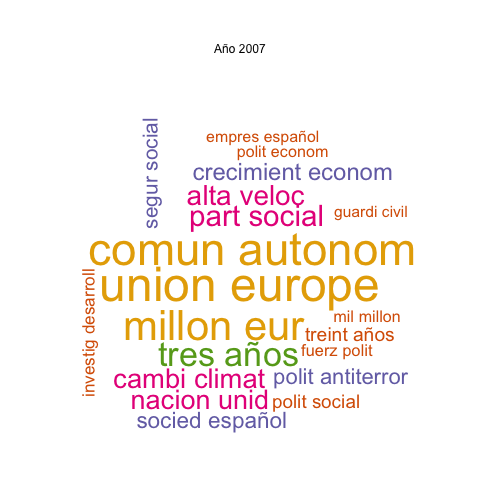 Año 2007
empres español
polit econom
segur social
crecimient econom
alta veloc
part social
guardi civil
comun autonom
union europe
investig desarroll
millon eur
mil millon
treint años
tres años
fuerz polit
cambi climat
polit antiterror
nacion unid
polit social
socied español